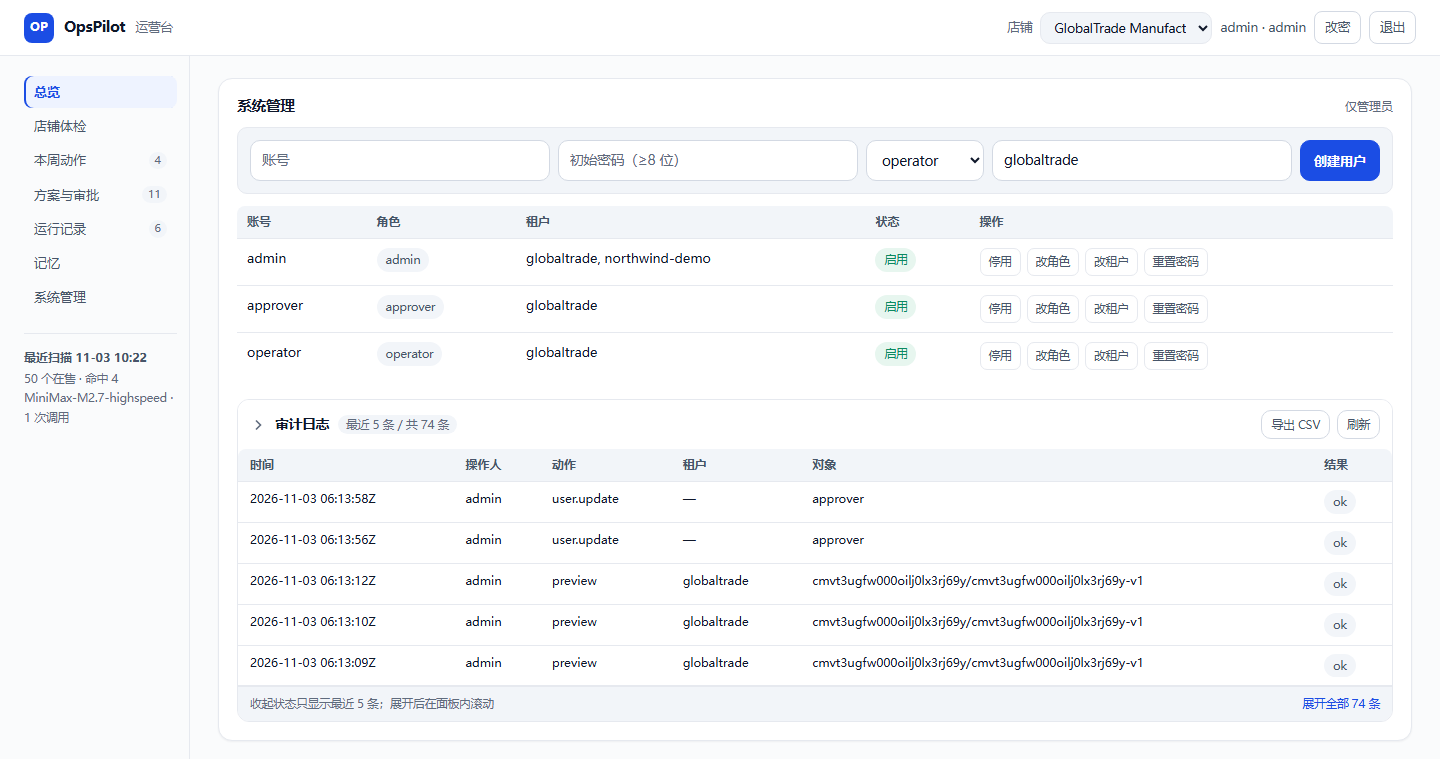 OP OpsPilot 运营台 店铺 GlobalTrade Manufact admin · admin 改密 退出
总览
店铺体检
本周动作 4
方案与审批 11
运行记录 6
记忆
系统管理
最近扫描 11-03 10:22
50 个在售 · 命中 4
MiniMax-M2.7-highspeed ·
1 次调用
系统管理 仅管理员
账号 初始密码（≥8 位） operator globaltrade 创建用户
账号 角色 租户 状态 操作
admin admin globaltrade, northwind-demo 启用 停用 改角色 改租户 重置密码
approver approver globaltrade 启用 停用 改角色 改租户 重置密码
operator operator globaltrade 启用 停用 改角色 改租户 重置密码
审计日志 最近 5 条 / 共 74 条 导出 CSV 刷新
时间 操作人 动作 租户 对象 结果
2026-11-03 06:13:58Z admin user.update — approver ok
2026-11-03 06:13:56Z admin user.update — approver ok
2026-11-03 06:13:12Z admin preview globaltrade cmvt3ugfw000oilj0lx3rj69y/cmvt3ugfw000oilj0lx3rj69y-v1 ok
2026-11-03 06:13:10Z admin preview globaltrade cmvt3ugfw000oilj0lx3rj69y/cmvt3ugfw000oilj0lx3rj69y-v1 ok
2026-11-03 06:13:09Z admin preview globaltrade cmvt3ugfw000oilj0lx3rj69y/cmvt3ugfw000oilj0lx3rj69y-v1 ok
收起状态只显示最近 5 条；展开后在面板内滚动 展开全部 74 条